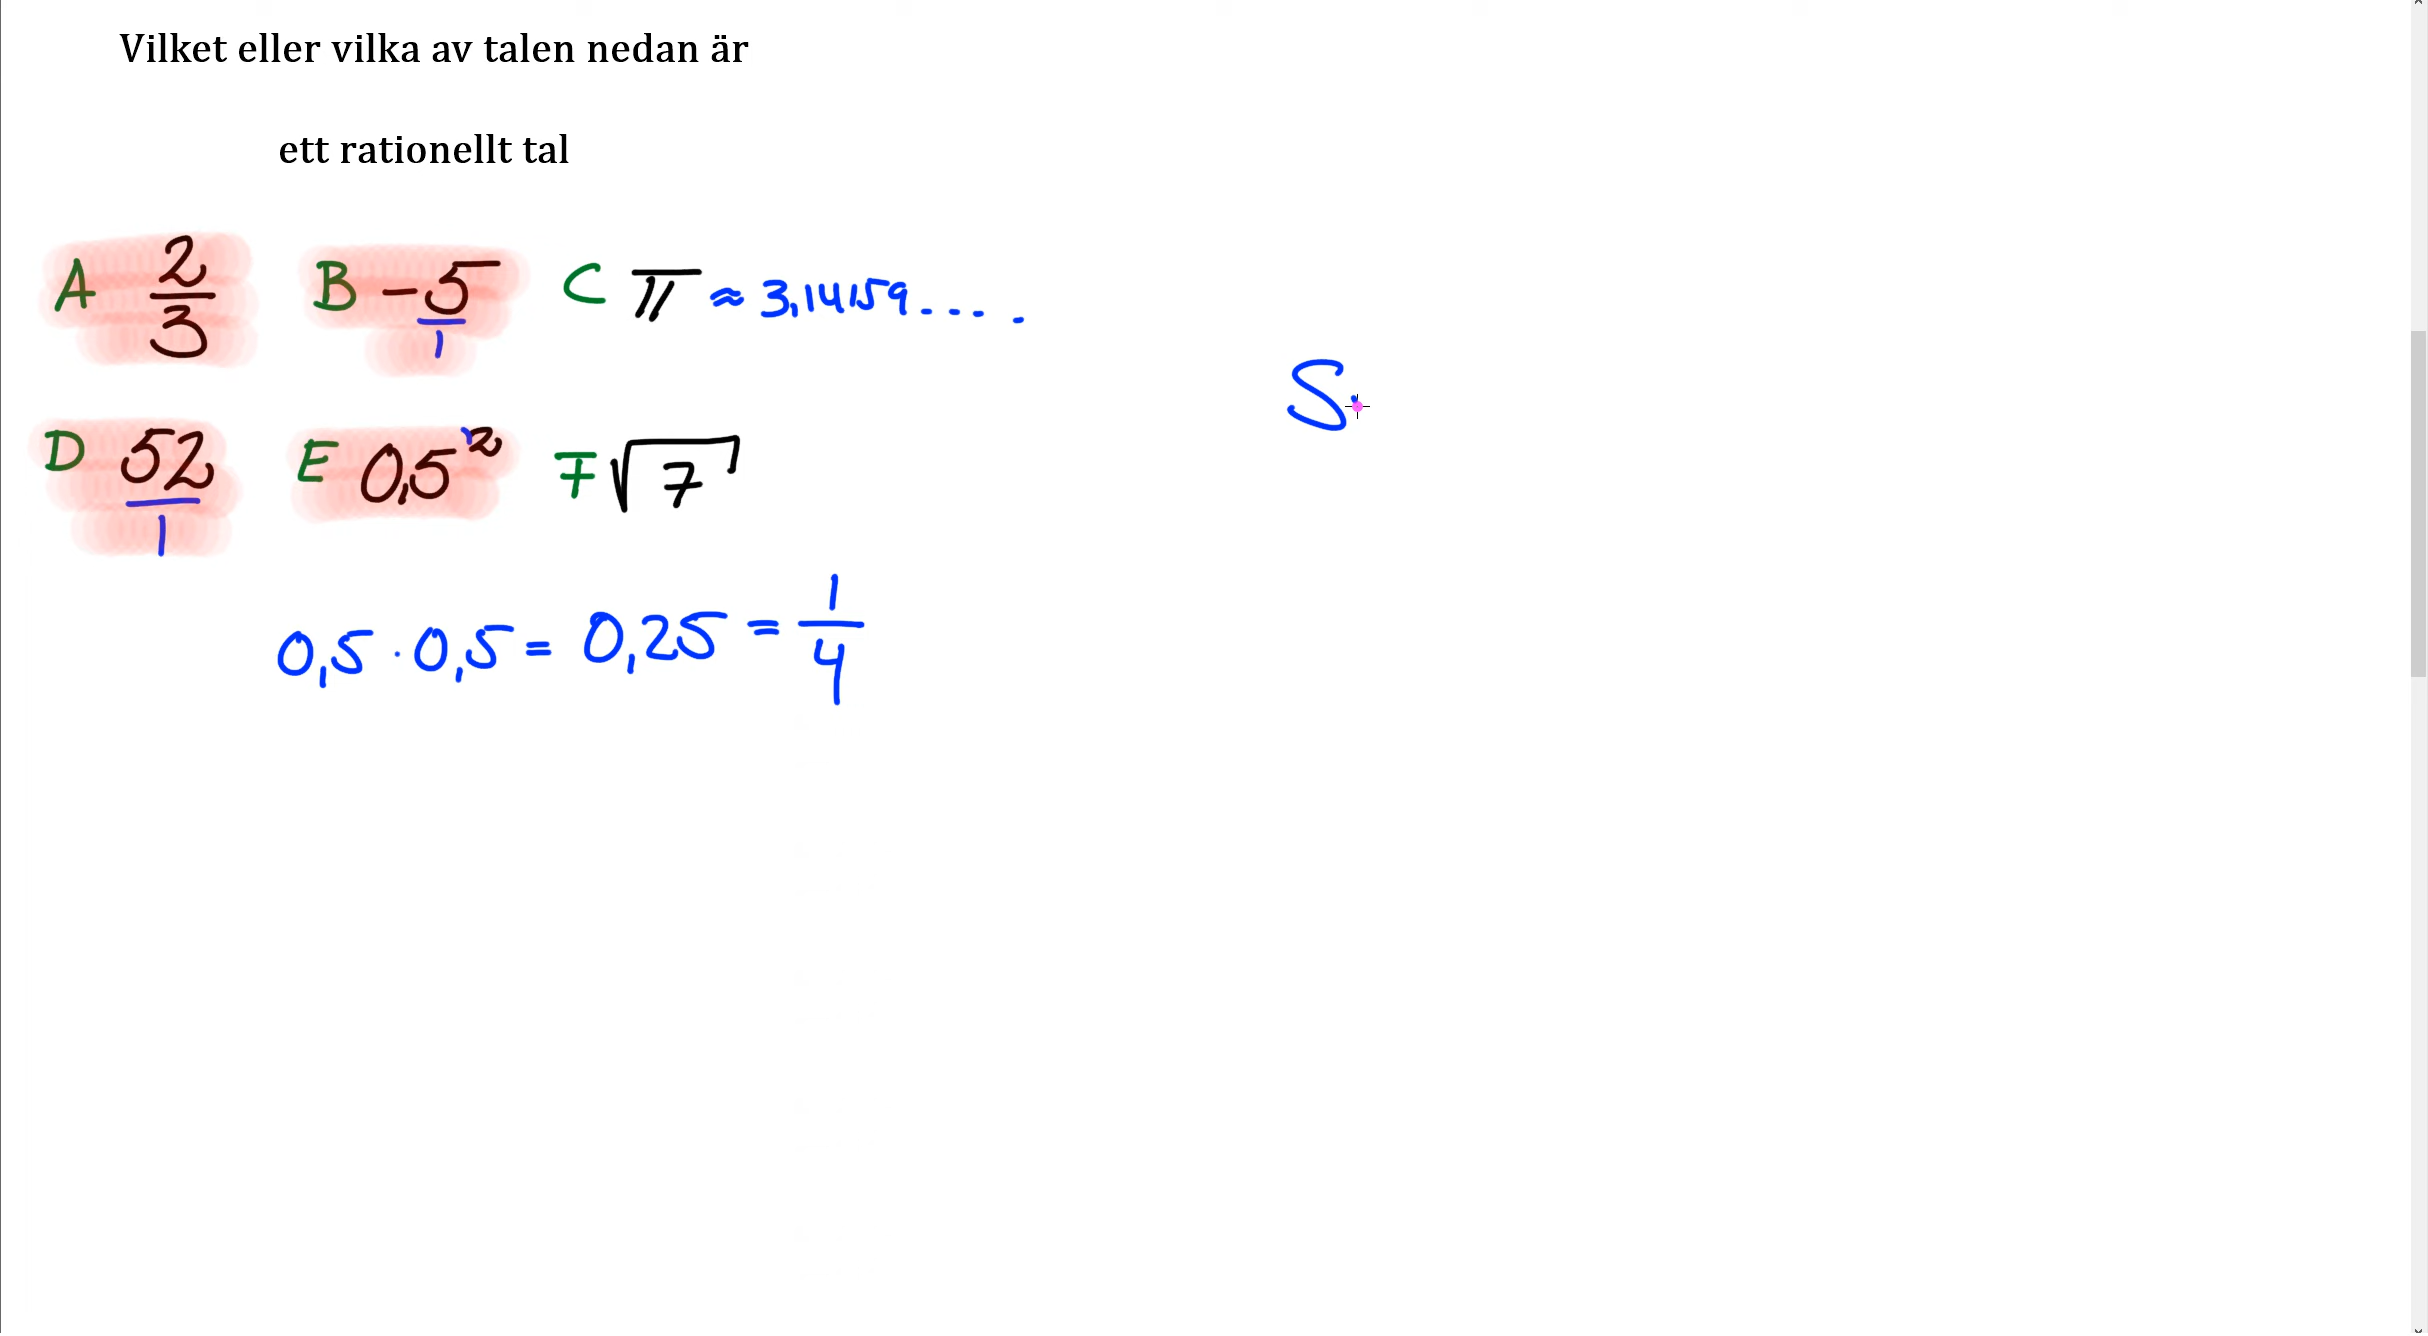 Vilket eller vilka av talen nedan är
ett rationellt tal
A 2/3 B -5/1 C π ≈ 3,14159....
S.
D 52/1 E 0,5² F √7
0,5 · 0,5 = 0,25 = 1/4